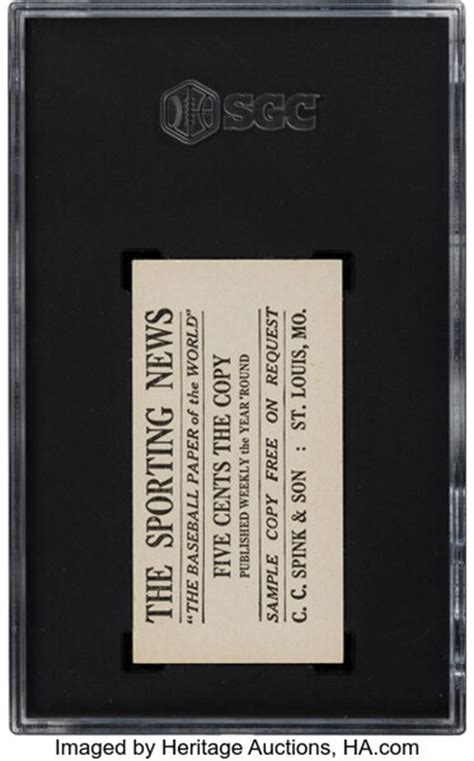 SGC
THE SPORTING NEWS
"THE BASEBALL PAPER of the WORLD"
FIVE CENTS THE COPY
PUBLISHED WEEKLY the YEAR 'ROUND
SAMPLE COPY FREE ON REQUEST
C. C. SPINK & SON : ST. LOUIS, MO.
Imaged by Heritage Auctions, HA.com